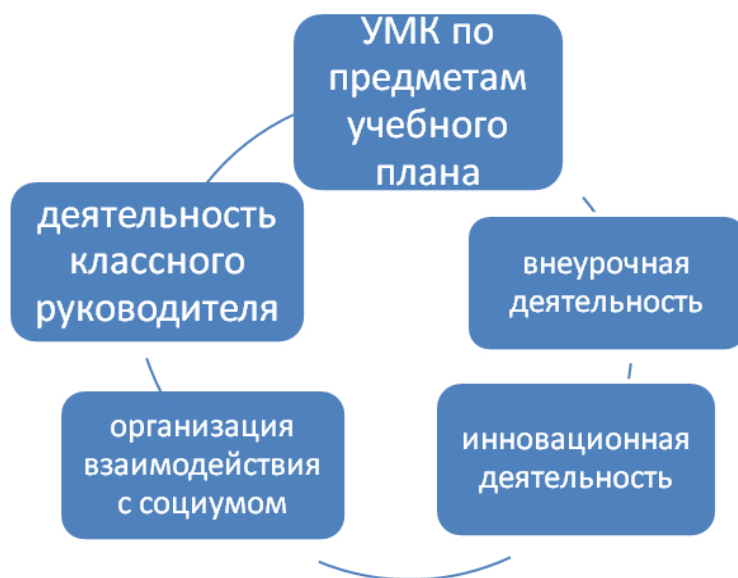 УМК по
предметам
учебного
плана
внеурочная
деятельность
инновационная
деятельность
организация
взаимодействия
с социумом
деятельность
классного
руководителя